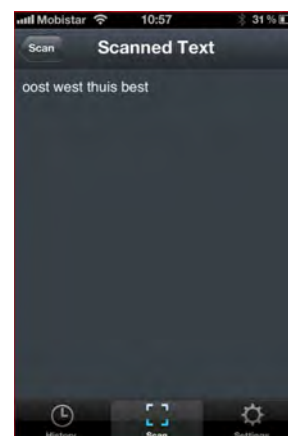 Mobistar 10:57 31 %
Scan Scanned Text
oost west thuis best
History Scan Settings